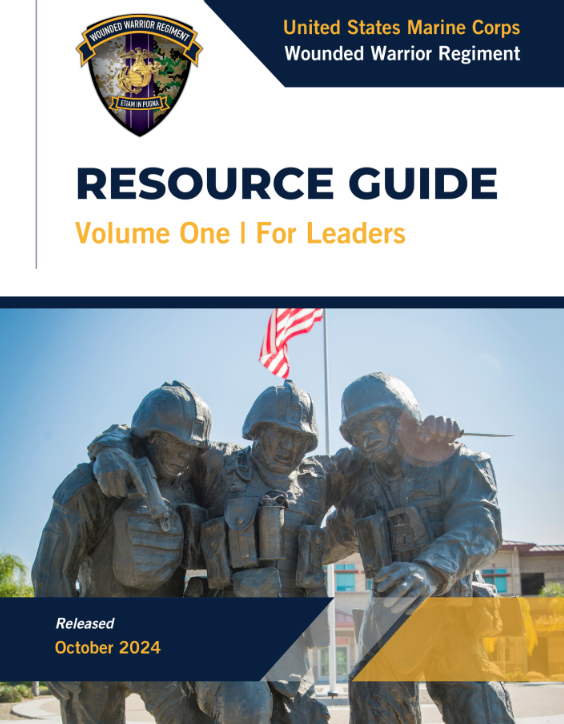 WOUNDED WARRIOR REGIMENT
ETIAM IN PUGNA
United States Marine Corps
Wounded Warrior Regiment
RESOURCE GUIDE
Volume One | For Leaders
Released
October 2024